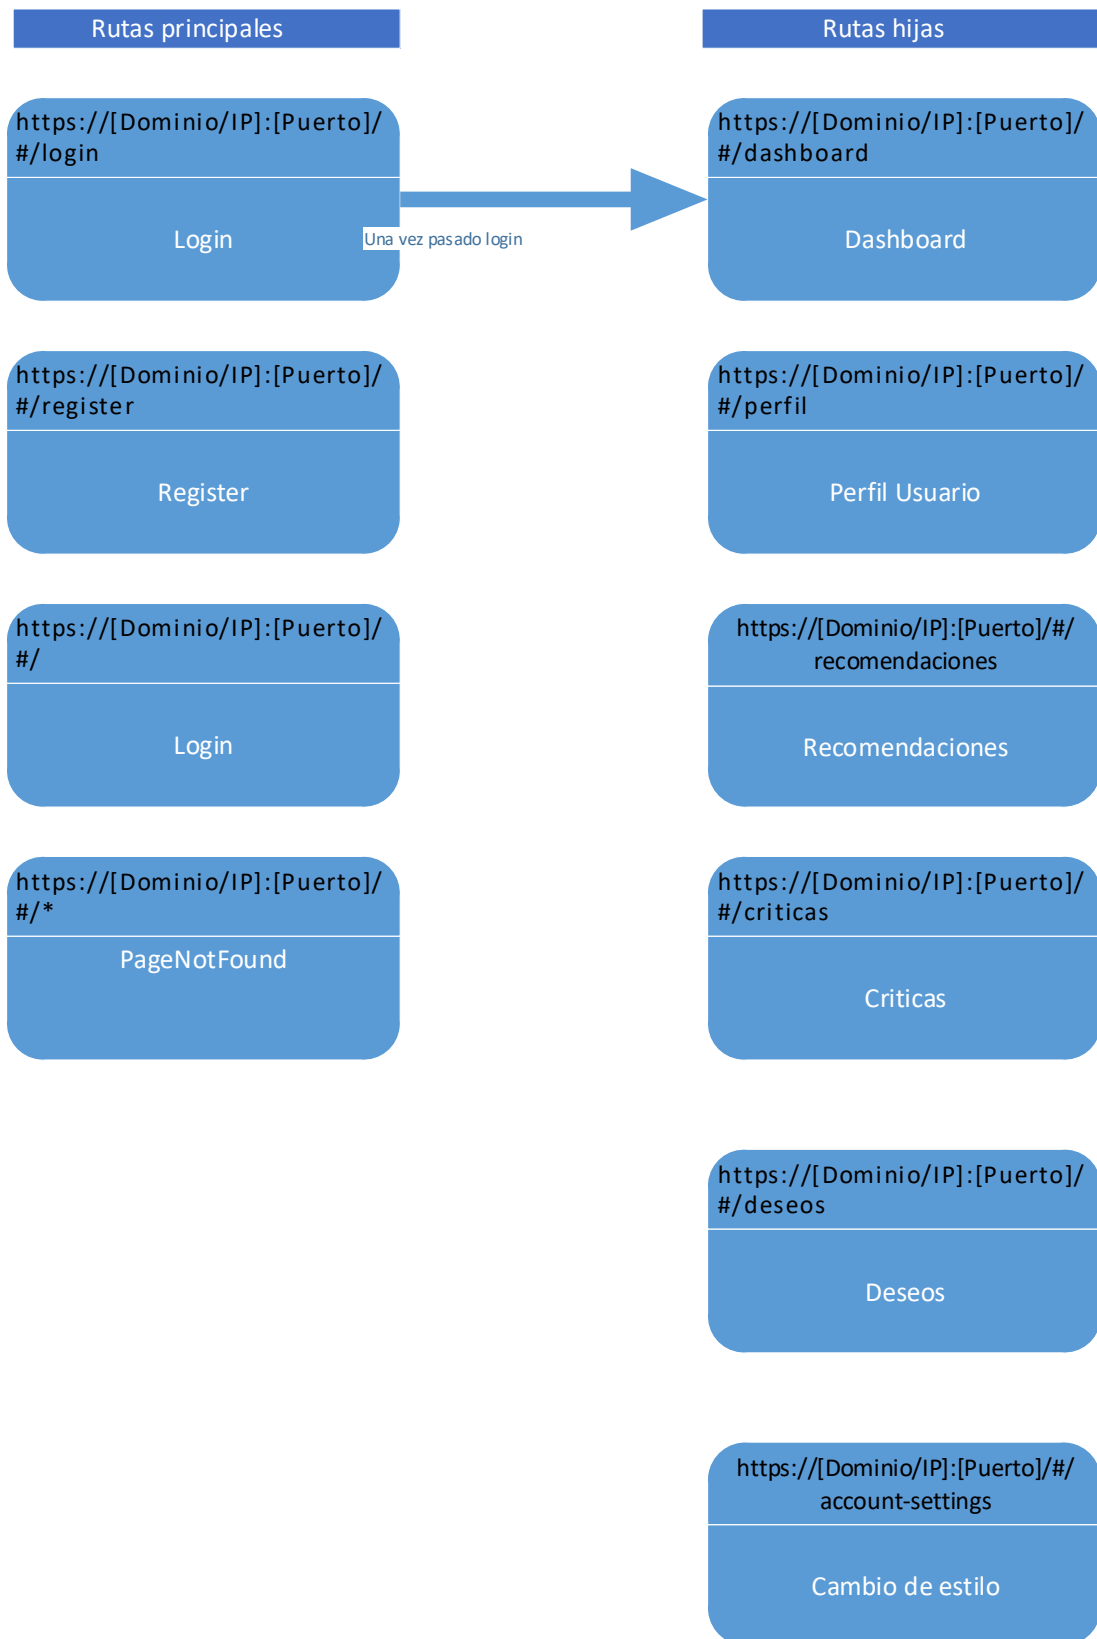 Rutas principales
Rutas hijas
https://[Dominio/IP]:[Puerto]/
#/login
Login
Una vez pasado login
https://[Dominio/IP]:[Puerto]/
#/dashboard
Dashboard
https://[Dominio/IP]:[Puerto]/
#/register
Register
https://[Dominio/IP]:[Puerto]/
#/perfil
Perfil Usuario
https://[Dominio/IP]:[Puerto]/
#/
Login
https://[Dominio/IP]:[Puerto]/#/
recomendaciones
Recomendaciones
https://[Dominio/IP]:[Puerto]/
#/*
PageNotFound
https://[Dominio/IP]:[Puerto]/
#/criticas
Criticas
https://[Dominio/IP]:[Puerto]/
#/deseos
Deseos
https://[Dominio/IP]:[Puerto]/#/
account-settings
Cambio de estilo